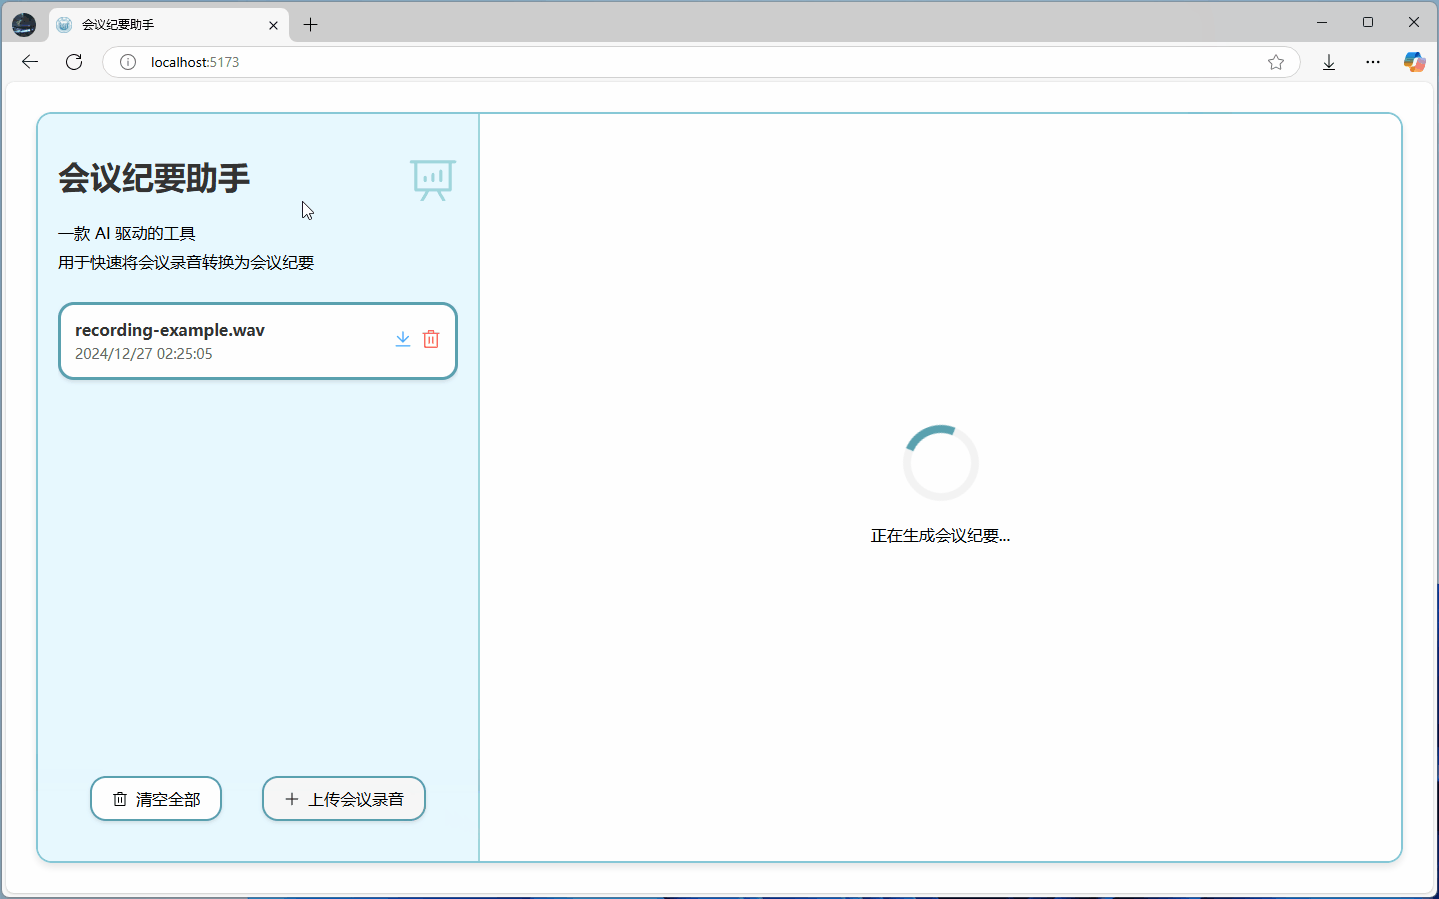 会议纪要助手
localhost:5173
会议纪要助手
一款 AI 驱动的工具
用于快速将会议录音转换为会议纪要
recording-example.wav
2024/12/27 02:25:05
清空全部
上传会议录音
正在生成会议纪要...